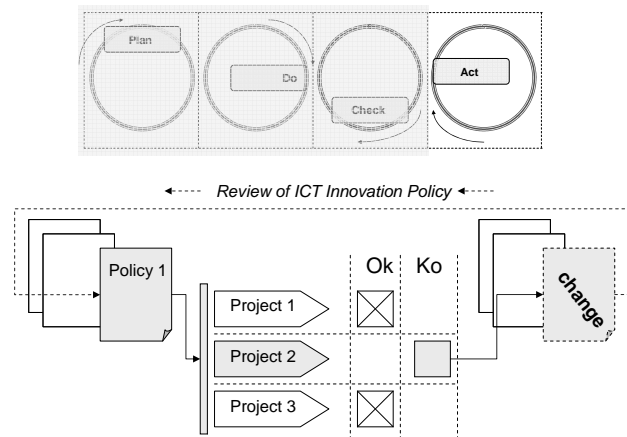 Plan
Do
Check
Act
Review of ICT Innovation Policy
Policy 1
Ok
Ko
Project 1
Project 2
Project 3
change